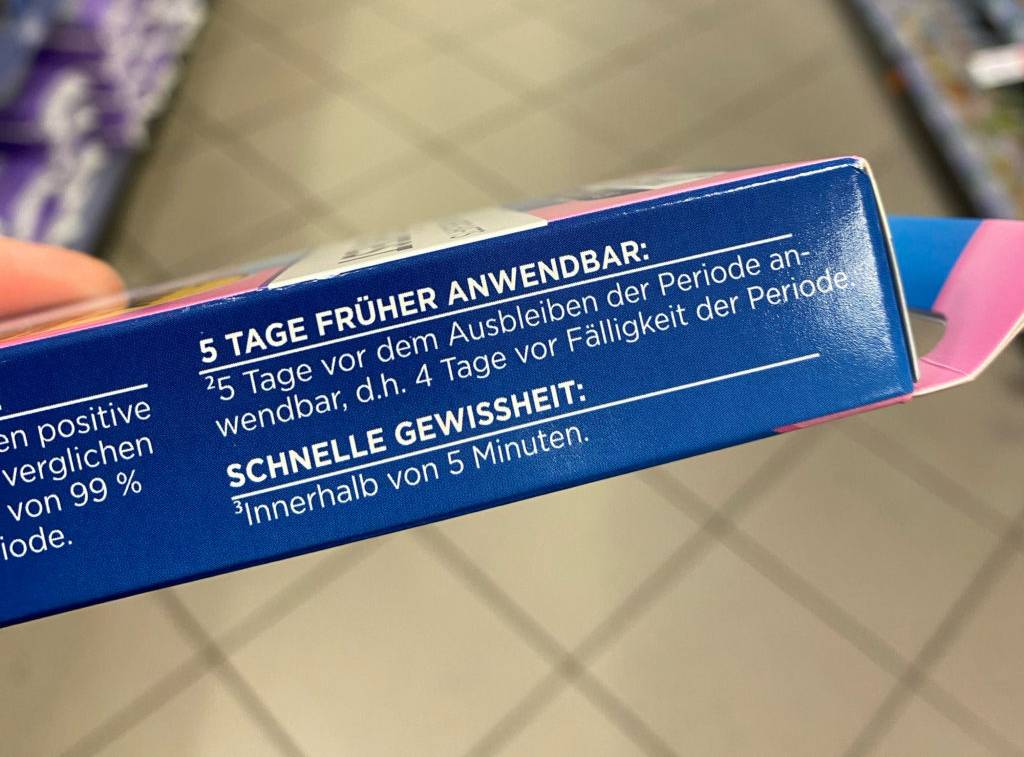 en positive
verglichen
von 99 %
iode.
5 TAGE FRÜHER ANWENDBAR:
²5 Tage vor dem Ausbleiben der Periode an-
wendbar, d.h. 4 Tage vor Fälligkeit der Periode.
SCHNELLE GEWISSHEIT:
³Innerhalb von 5 Minuten.